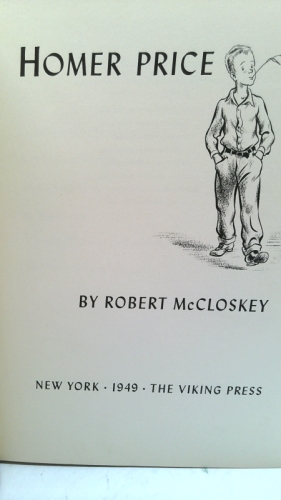 HOMER PRICE
BY ROBERT McCLOSKEY
NEW YORK · 1949 · THE VIKING PRESS